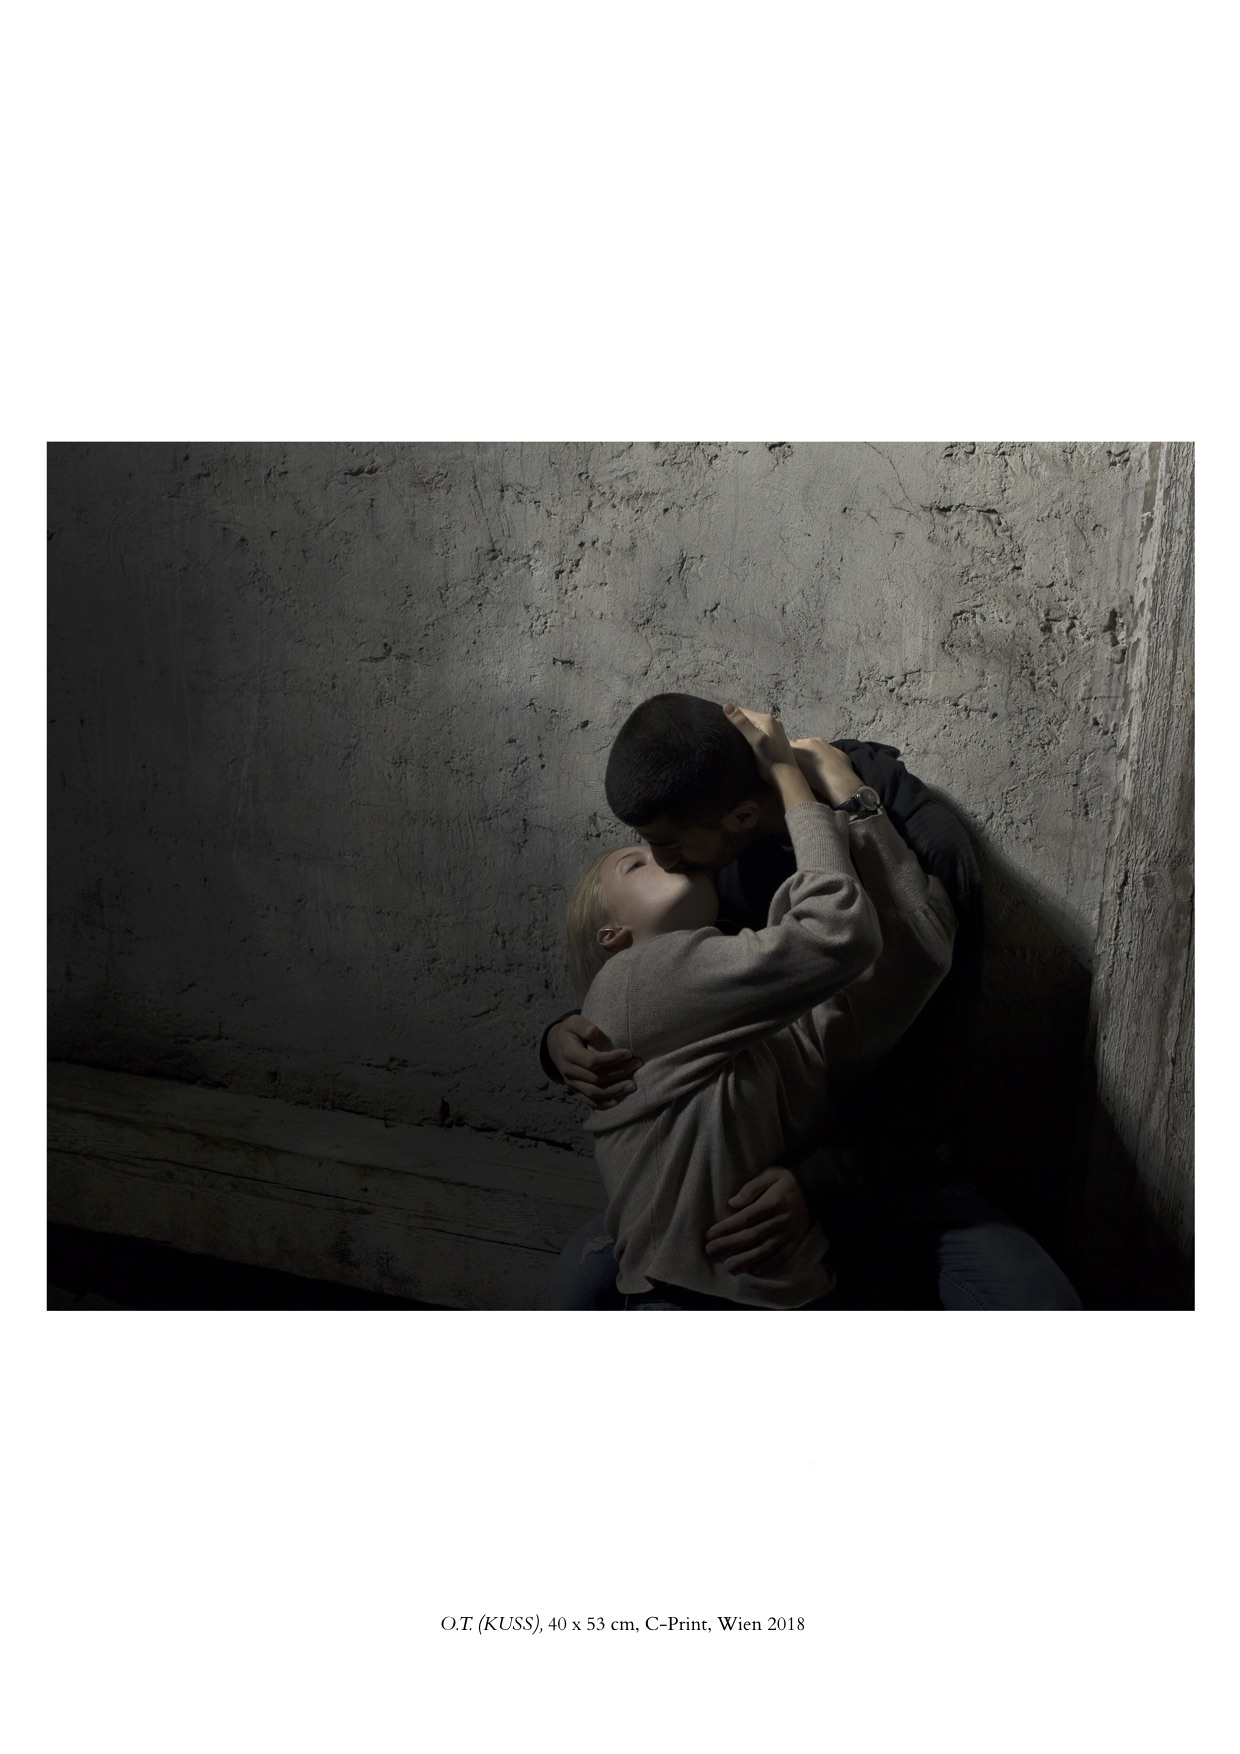 O.T. (KUSS), 40 x 53 cm, C-Print, Wien 2018